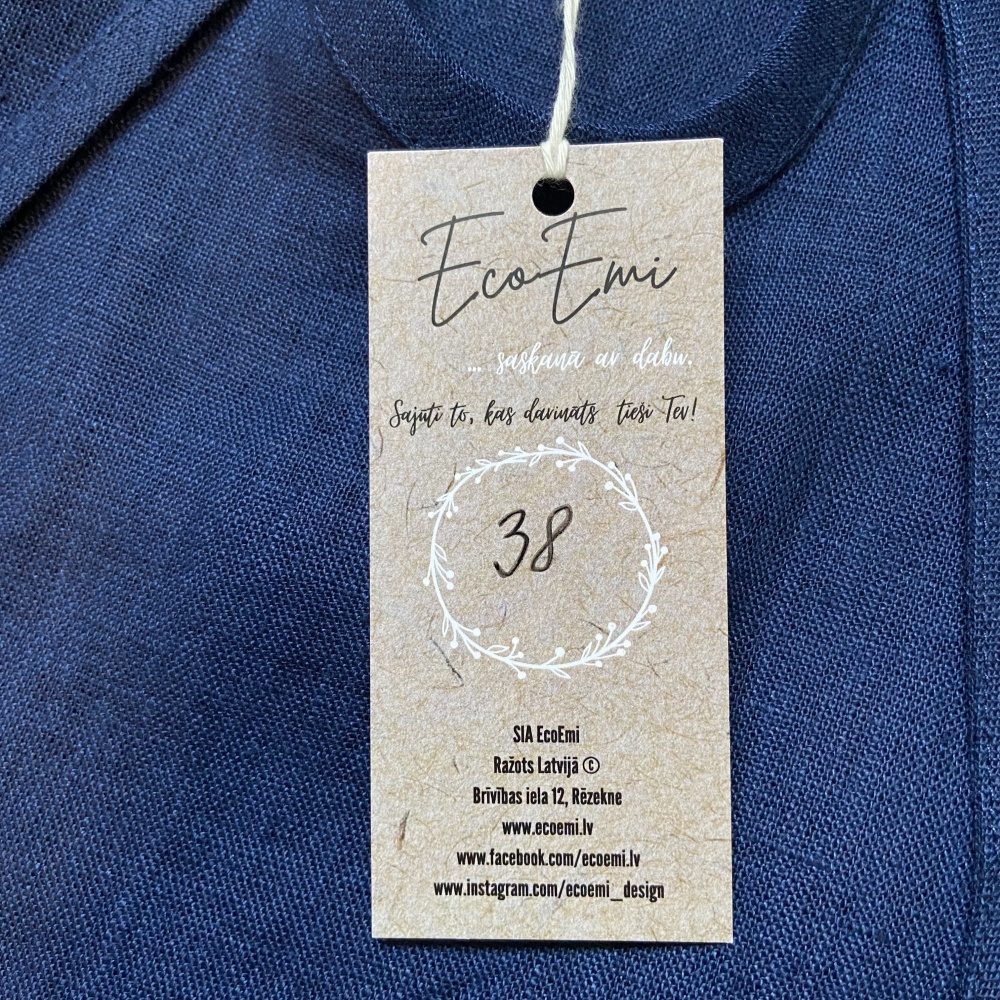 EcoEmi
... saskaņā ar dabu.
Sajūti to, kas darināts tieši Tev!
38
SIA EcoEmi
Ražots Latvijā ©
Brīvības iela 12, Rēzekne
www.ecoemi.lv
www.facebook.com/ecoemi.lv
www.instagram.com/ecoemi_design